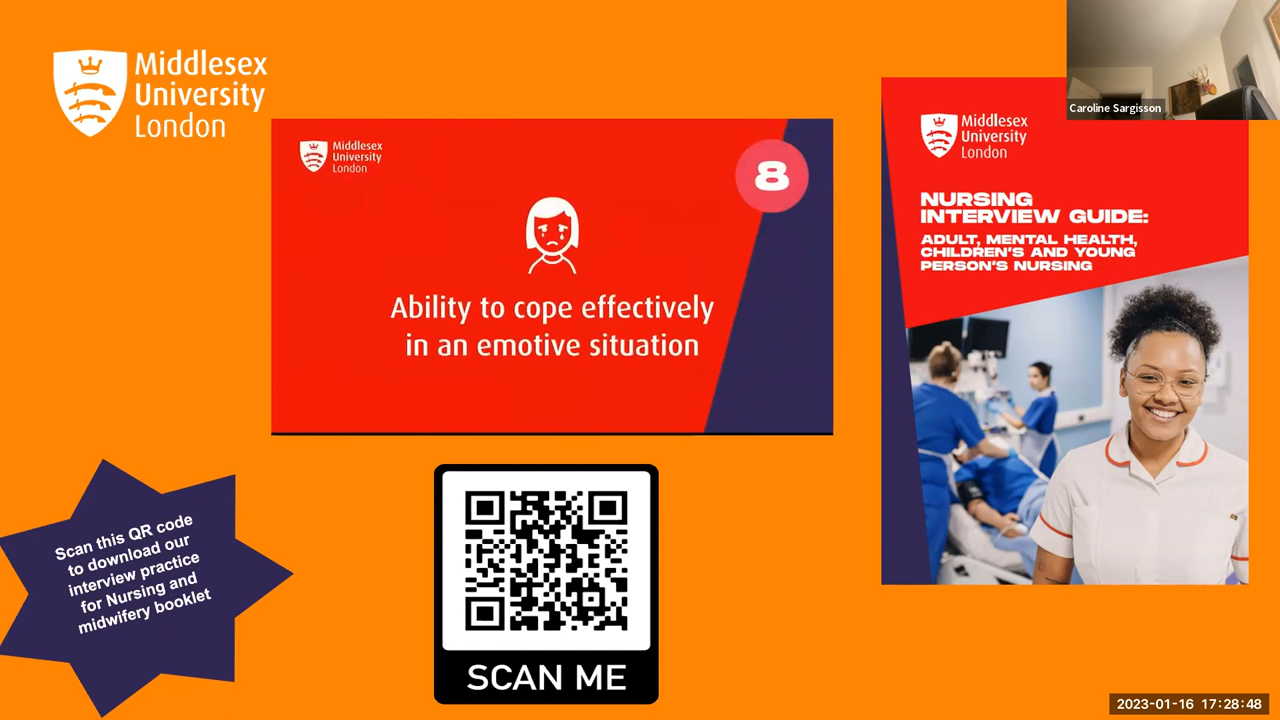 Middlesex
University
London
Middlesex
University
London
8
Ability to cope effectively
in an emotive situation
Caroline Sargisson
Middlesex
University
London
NURSING
INTERVIEW GUIDE:
ADULT, MENTAL HEALTH,
CHILDREN'S AND YOUNG
PERSON'S NURSING
Scan this QR code
to download our
interview practice
for Nursing and
midwifery booklet
SCAN ME
2023-01-16 17:28:48